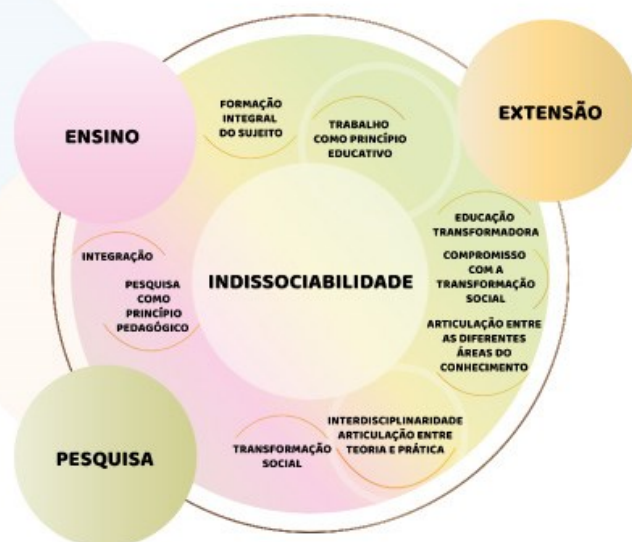 ENSINO
EXTENSÃO
FORMAÇÃO
INTEGRAL
DO SUJEITO
TRABALHO
COMO PRINCÍPIO
EDUCATIVO
EDUCAÇÃO
TRANSFORMADORA
COMPROMISSO
COM A
TRANSFORMAÇÃO
SOCIAL
ARTICULAÇÃO ENTRE
AS DIFERENTES
ÁREAS DO
CONHECIMENTO
INTEGRAÇÃO
PESQUISA
COMO
PRINCÍPIO
PEDAGÓGICO
INDISSOCIABILIDADE
INTERDISCIPLINARIDADE
ARTICULAÇÃO ENTRE
TEORIA E PRÁTICA
TRANSFORMAÇÃO
SOCIAL
PESQUISA